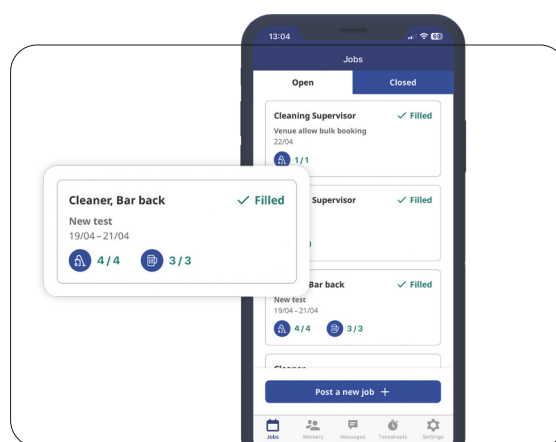 13:04
69
Jobs
Open
Closed
Cleaning Supervisor
Filled
Venue allow bulk booking
22/04
1/1
Supervisor
Filled
Cleaner, Bar back
Filled
New test
19/04 – 21/04
4/4
3/3
Bar back
Filled
New test
19/04 – 21/04
4/4
3/3
Cleaner
Post a new job +
Jobs
Workers
Messages
Timesheets
Settings